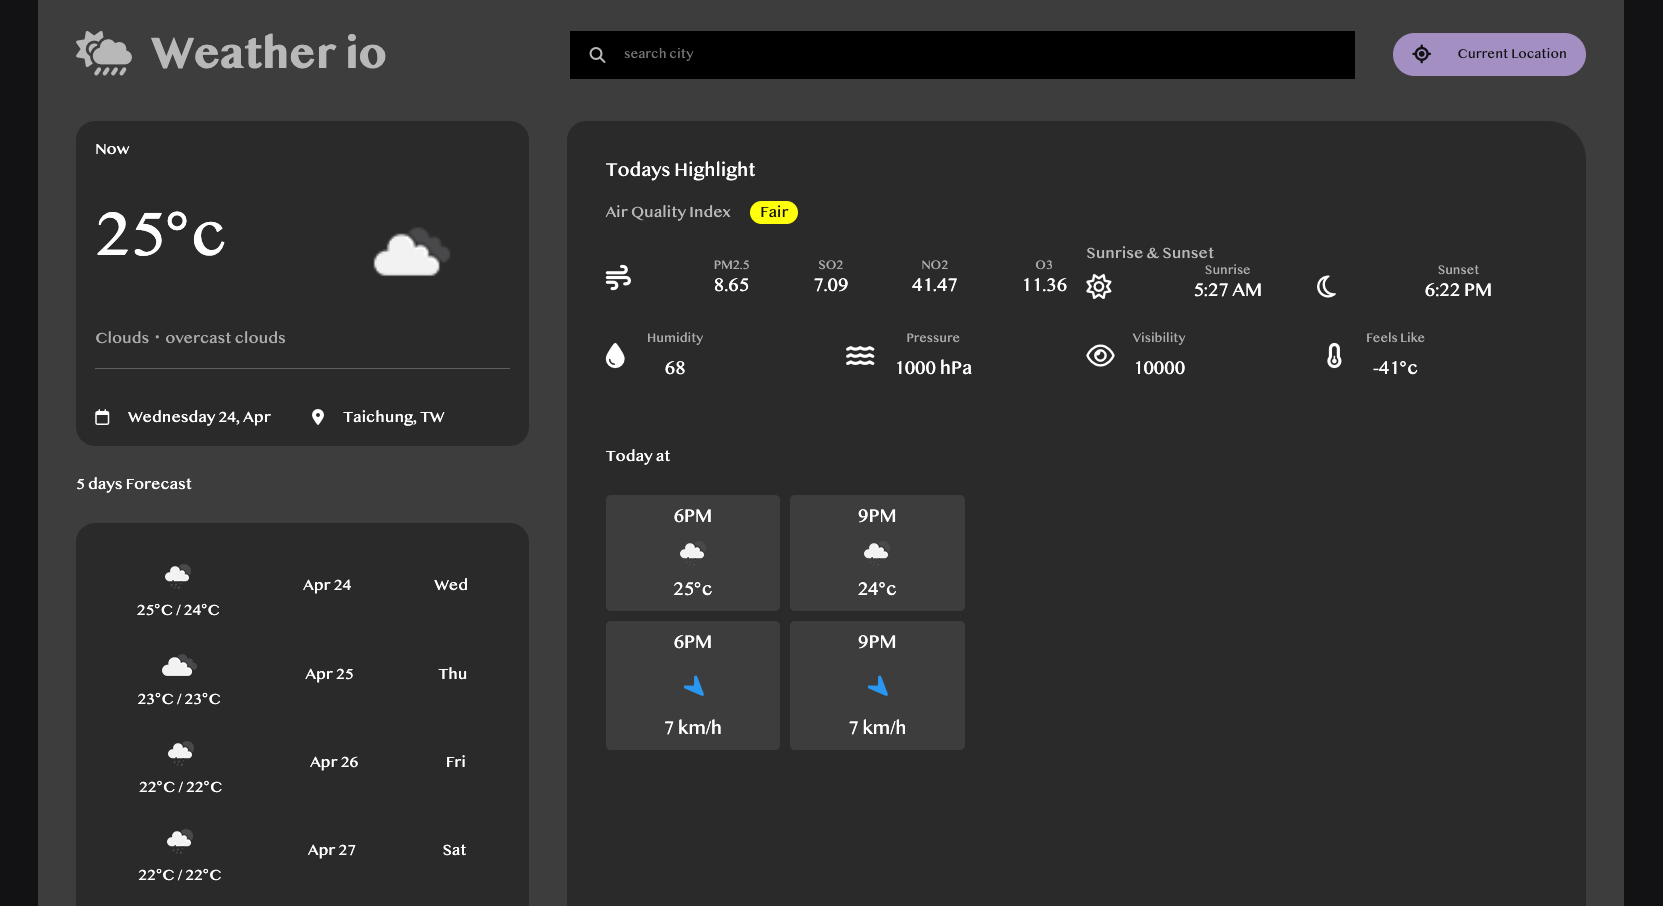 Weather io
search city
Current Location
Now
25°c
Clouds • overcast clouds
Wednesday 24, Apr
Taichung, TW
5 days Forecast
25°C / 24°C
Apr 24
Wed
23°C / 23°C
Apr 25
Thu
22°C / 22°C
Apr 26
Fri
22°C / 22°C
Apr 27
Sat
Todays Highlight
Air Quality Index
Fair
PM2.5
8.65
SO2
7.09
NO2
41.47
O3
11.36
Sunrise & Sunset
Sunrise
5:27 AM
Sunset
6:22 PM
Humidity
68
Pressure
1000 hPa
Visibility
10000
Feels Like
-41°c
Today at
6PM
25°c
9PM
24°c
6PM
7 km/h
9PM
7 km/h